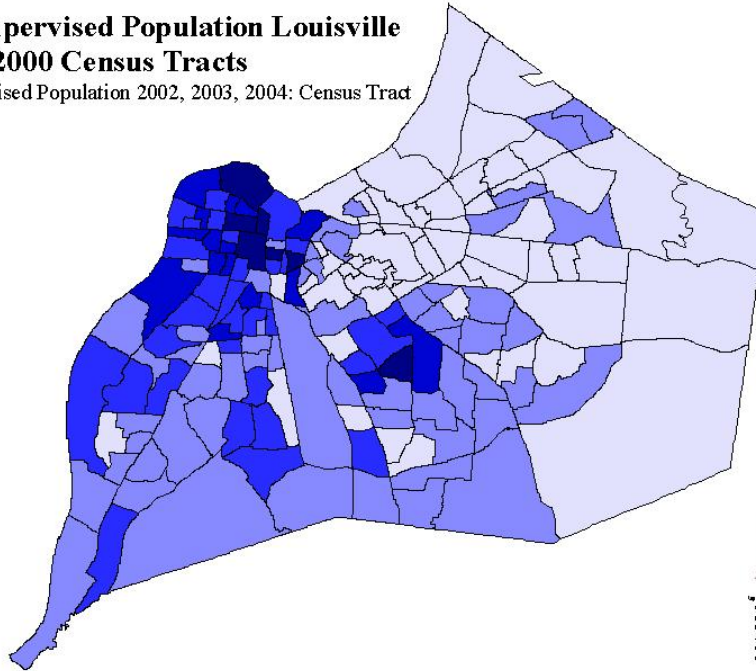 pervised Population Louisville
2000 Census Tracts
ised Population 2002, 2003, 2004: Census Tract